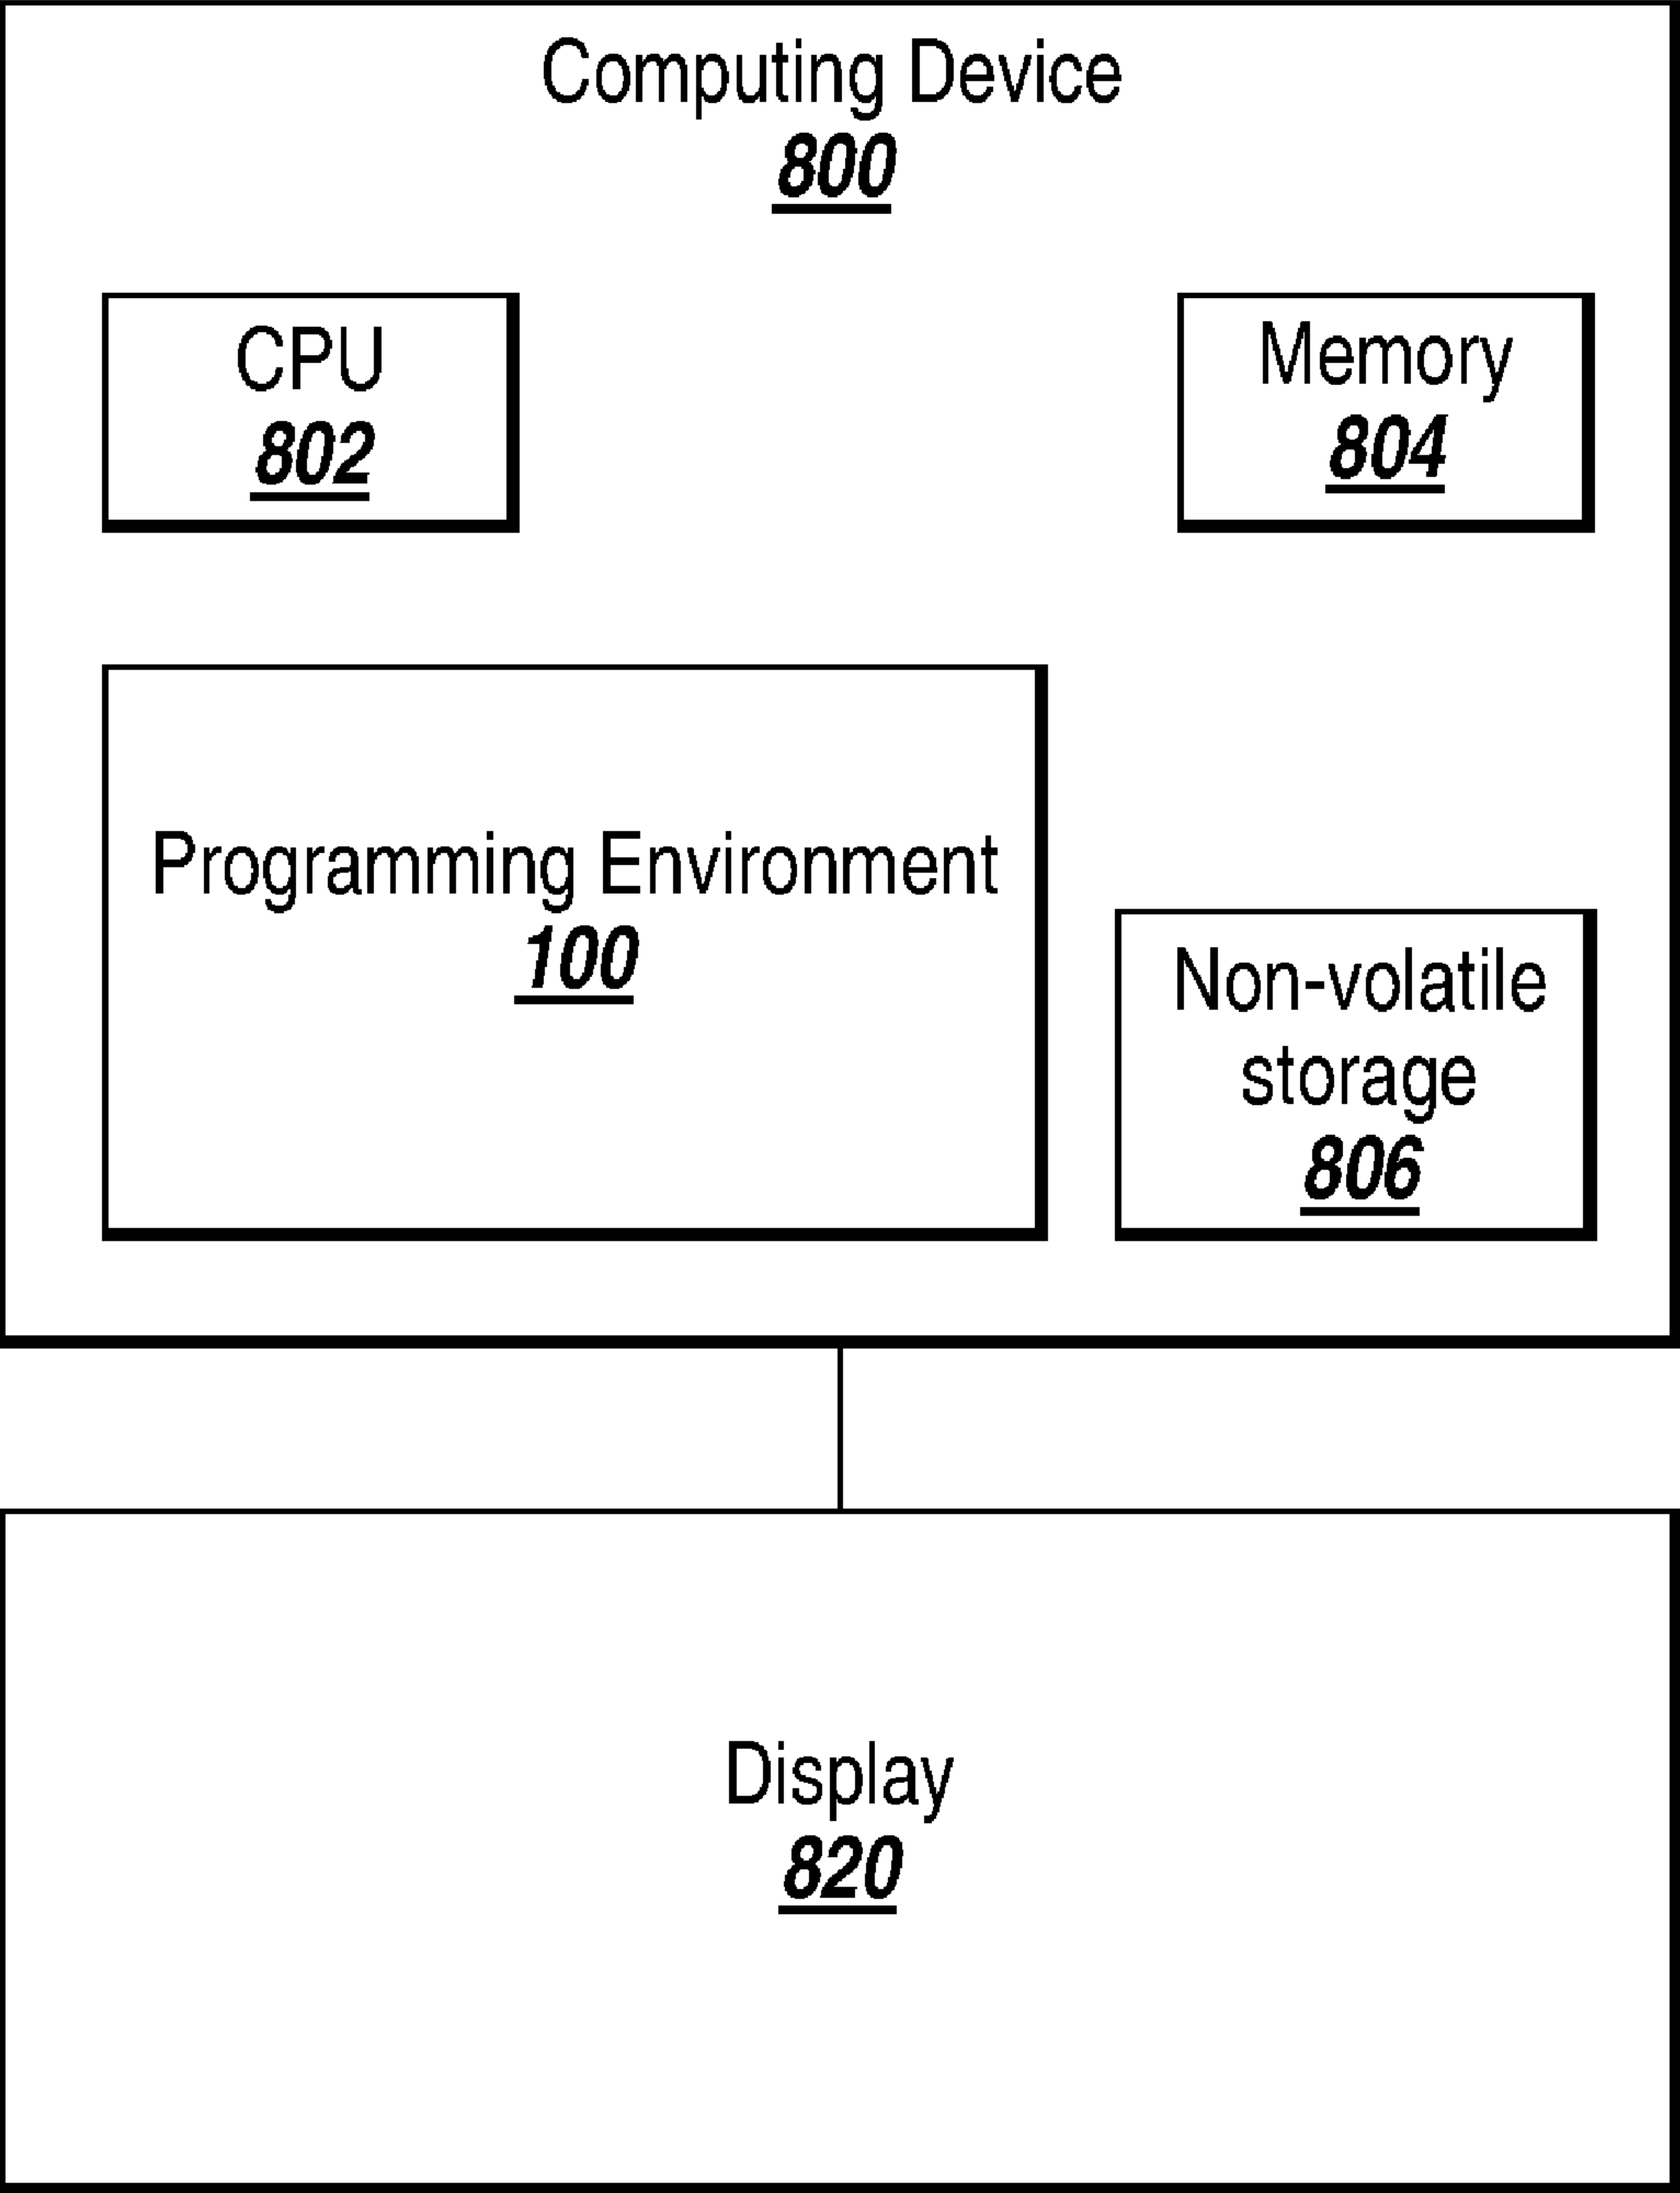 Computing Device
800
CPU
802
Memory
804
Programming Environment
100
Non-volatile
storage
806
Display
820